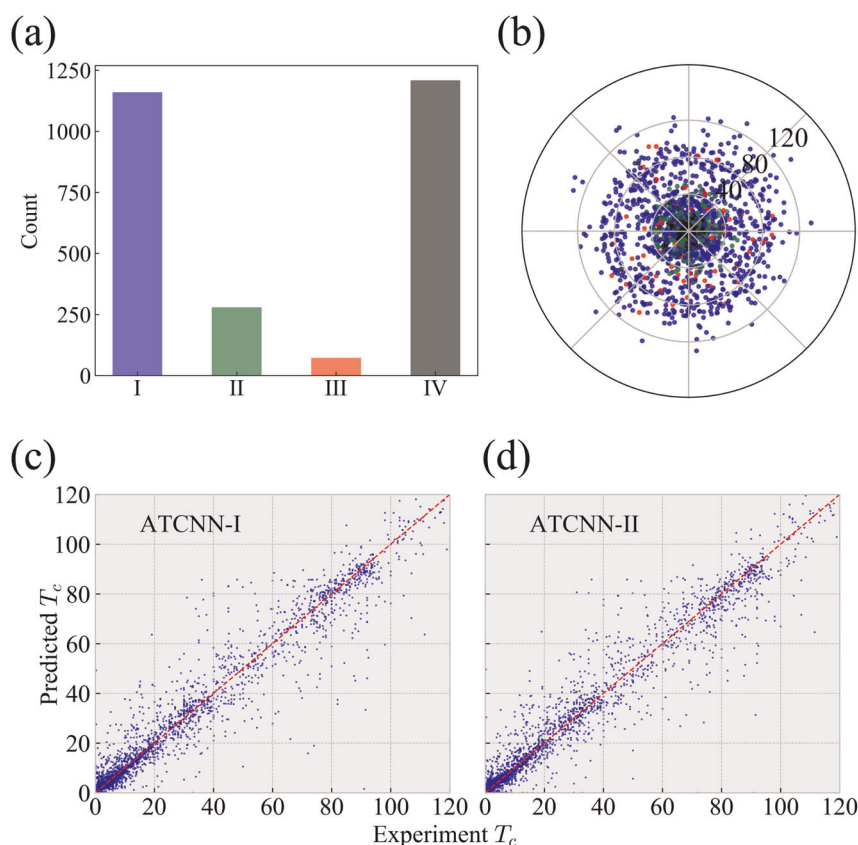 (a)
(b)
1250
1000
750
500
250
0
Count
I II III IV
120
80
40
(c)
(d)
ATCNN-I
ATCNN-II
120
100
80
60
40
20
0
Predicted Tc
0 20 40 60 80 100 120
0 20 40 60 80 100 120
Experiment Tc